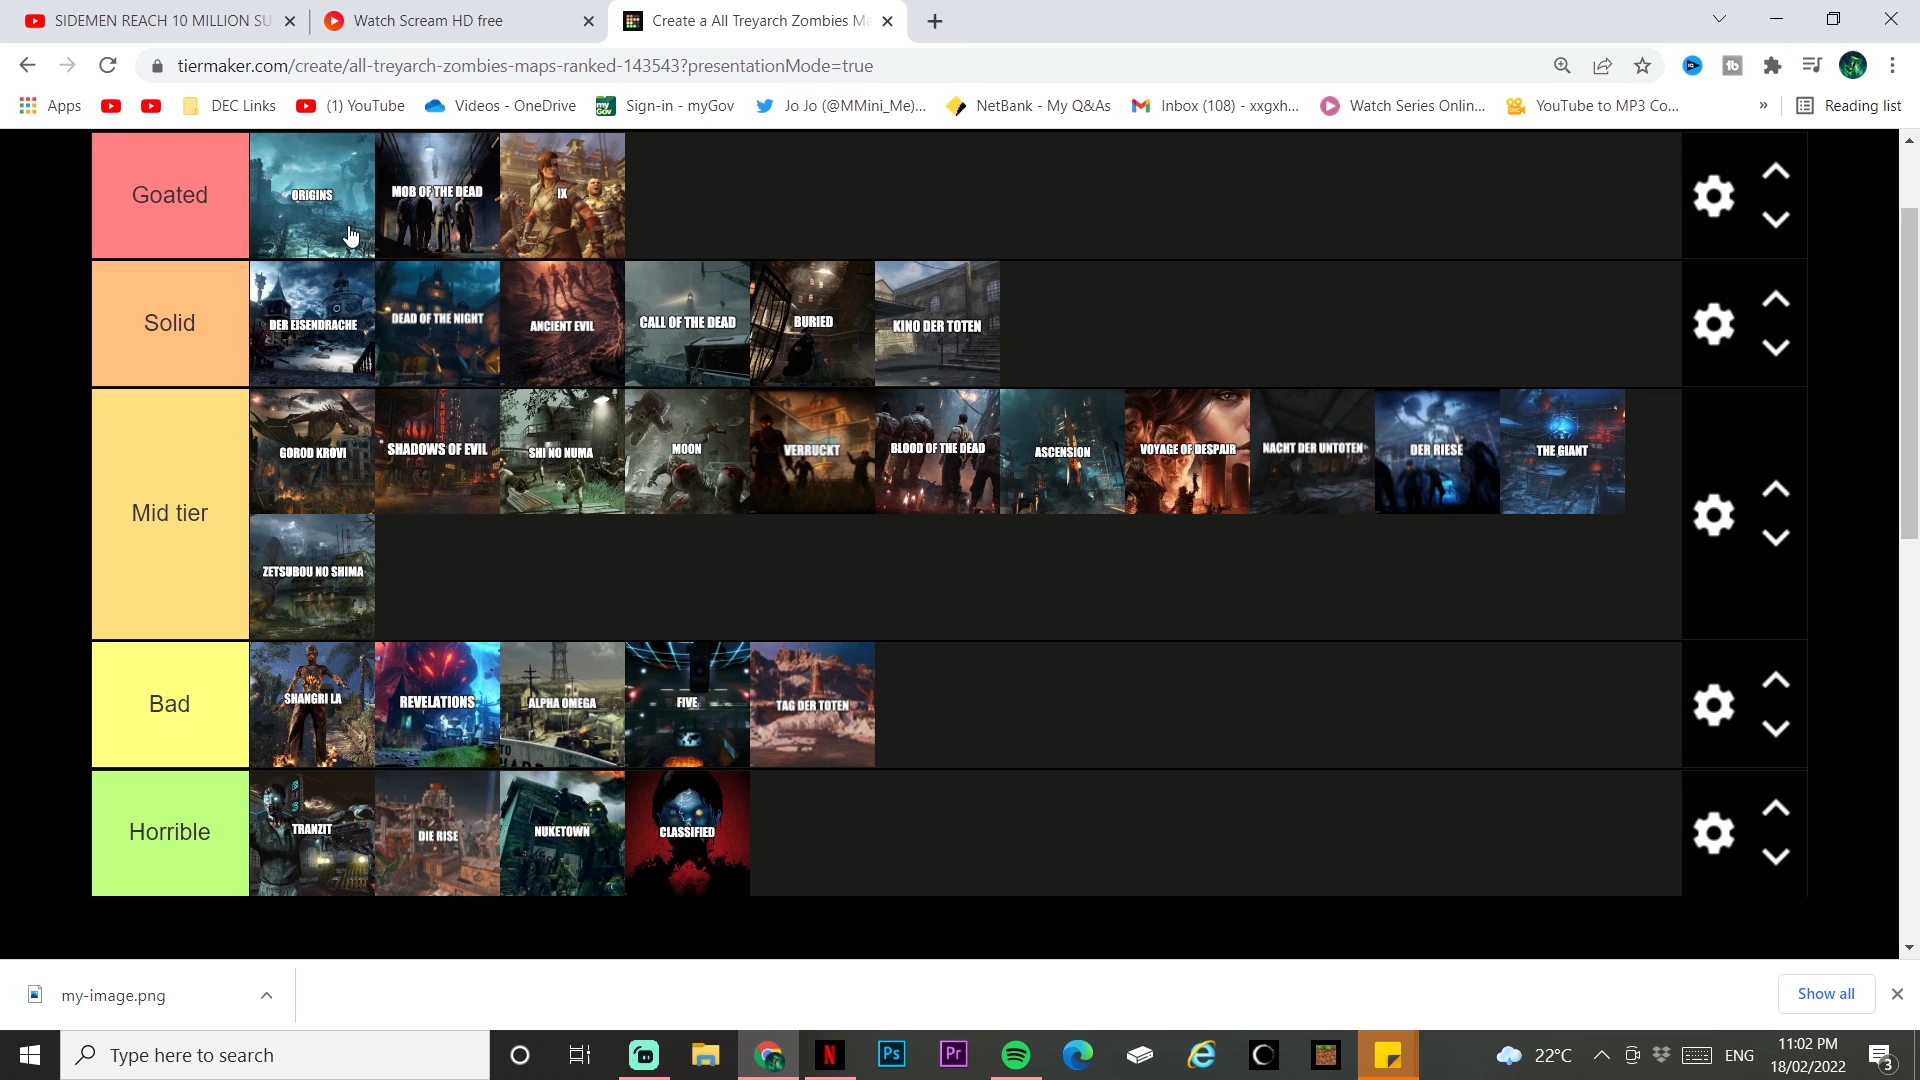 SIDEMEN REACH 10 MILLION SU
Watch Scream HD free
Create a All Treyarch Zombies Ma
tiermaker.com/create/all-treyarch-zombies-maps-ranked-143543?presentationMode=true
Apps
DEC Links
(1) YouTube
Videos - OneDrive
my GOV
Sign-in - myGov
Jo Jo (@MMini_Me)...
NetBank - My Q&As
Inbox (108) - xxgxh...
Watch Series Onlin...
YouTube to MP3 Co...
»
Reading list
Goated
ORIGINS
MOB OF THE DEAD
IX
Solid
DER EISENDRACHE
DEAD OF THE NIGHT
ANCIENT EVIL
CALL OF THE DEAD
BURIED
KINO DER TOTEN
Mid tier
GOROD KROVI
SHADOWS OF EVIL
SHI NO NUMA
MOON
VERRUCKT
BLOOD OF THE DEAD
ASCENSION
VOYAGE OF DESPAIR
NACHT DER UNTOTEN
DER RIESE
THE GIANT
ZETSUBOU NO SHIMA
Bad
SHANGRI LA
REVELATIONS
ALPHA OMEGA
FIVE
TAG DER TOTEN
Horrible
TRANZIT
DIE RISE
NUKETOWN
CLASSIFIED
my-image.png
Show all
Type here to search
N
Ps
Pr
22°C
ENG
11:02 PM
18/02/2022
3